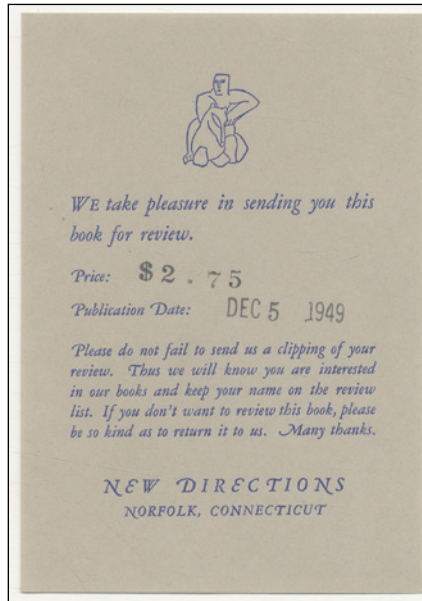 WE take pleasure in sending you this
book for review.
Price: $2.75
Publication Date: DEC 5 1949
Please do not fail to send us a clipping of your
review. Thus we will know you are interested
in our books and keep your name on the review
list. If you don't want to review this book, please
be so kind as to return it to us. Many thanks.
NEW DIRECTIONS
NORFOLK, CONNECTICUT